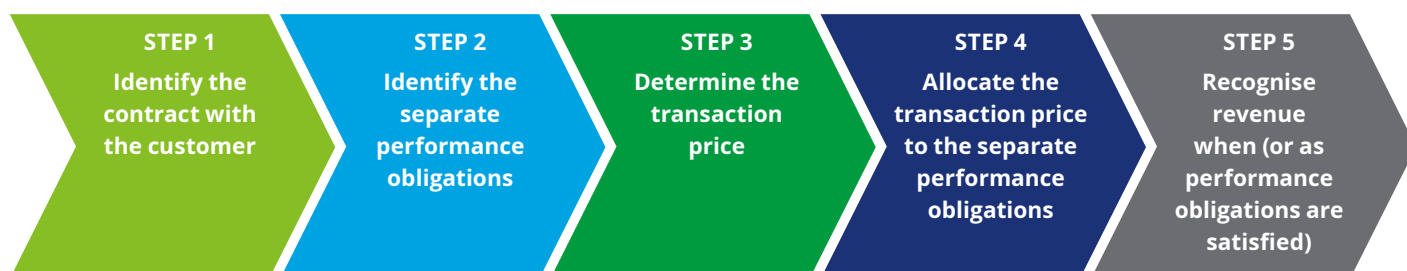 STEP 1
Identify the
contract with
the customer
STEP 2
Identify the
separate
performance
obligations
STEP 3
Determine the
transaction
price
STEP 4
Allocate the
transaction price
to the separate
performance
obligations
STEP 5
Recognise
revenue
when (or as
performance
obligations are
satisfied)